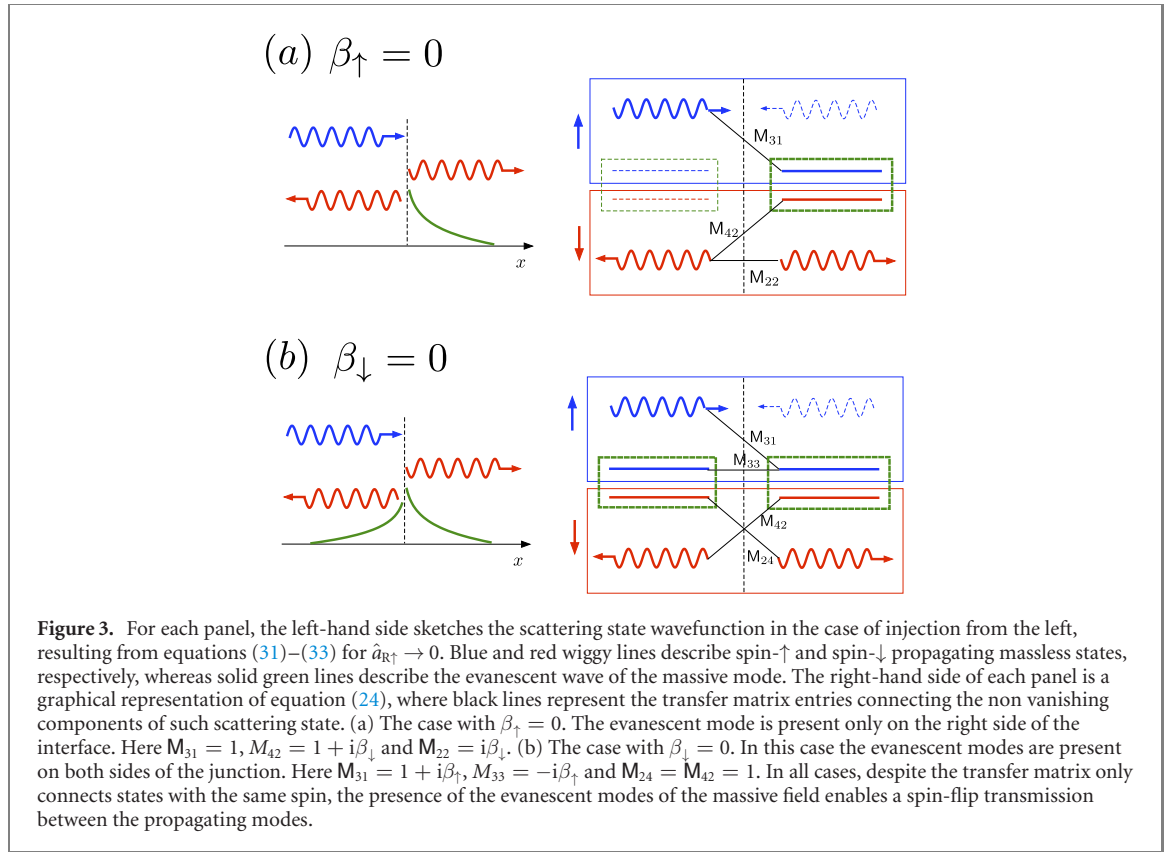 (a) β↑ = 0
M31
M42
M22
x
(b) β↓ = 0
M31
M33
M42
M24
x
Figure 3. For each panel, the left-hand side sketches the scattering state wavefunction in the case of injection from the left,
resulting from equations (31)–(33) for âR↑ → 0. Blue and red wiggy lines describe spin-↑ and spin-↓ propagating massless states,
respectively, whereas solid green lines describe the evanescent wave of the massive mode. The right-hand side of each panel is a
graphical representation of equation (24), where black lines represent the transfer matrix entries connecting the non vanishing
components of such scattering state. (a) The case with β↑ = 0. The evanescent mode is present only on the right side of the
interface. Here M31 = 1, M42 = 1 + iβ↓ and M22 = iβ↓. (b) The case with β↓ = 0. In this case the evanescent modes are present
on both sides of the junction. Here M31 = 1 + iβ↑, M33 = −iβ↑ and M24 = M42 = 1. In all cases, despite the transfer matrix only
connects states with the same spin, the presence of the evanescent modes of the massive field enables a spin-flip transmission
between the propagating modes.